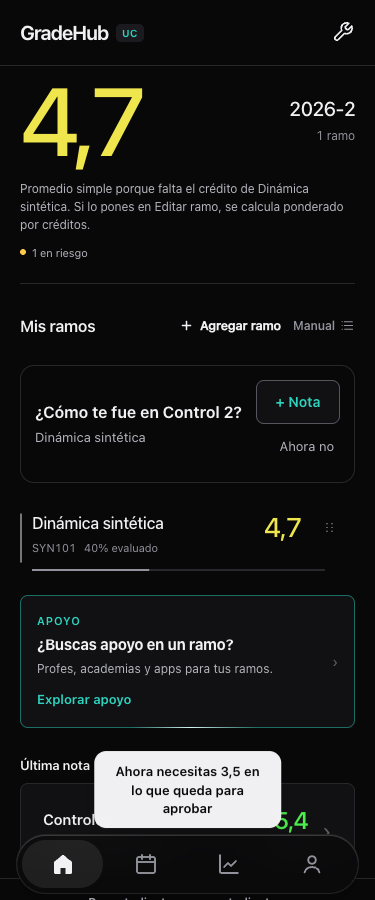 GradeHub UC
4,7
2026-2
1 ramo
Promedio simple porque falta el crédito de Dinámica
sintética. Si lo pones en Editar ramo, se calcula ponderado
por créditos.
1 en riesgo
Mis ramos
+ Agregar ramo
Manual
¿Cómo te fue en Control 2?
Dinámica sintética
+ Nota
Ahora no
Dinámica sintética
SYN101 40% evaluado
4,7
APOYO
¿Buscas apoyo en un ramo?
Profes, academias y apps para tus ramos.
Explorar apoyo
Última nota
Ahora necesitas 3,5 en
lo que queda para
aprobar
Control
5,4